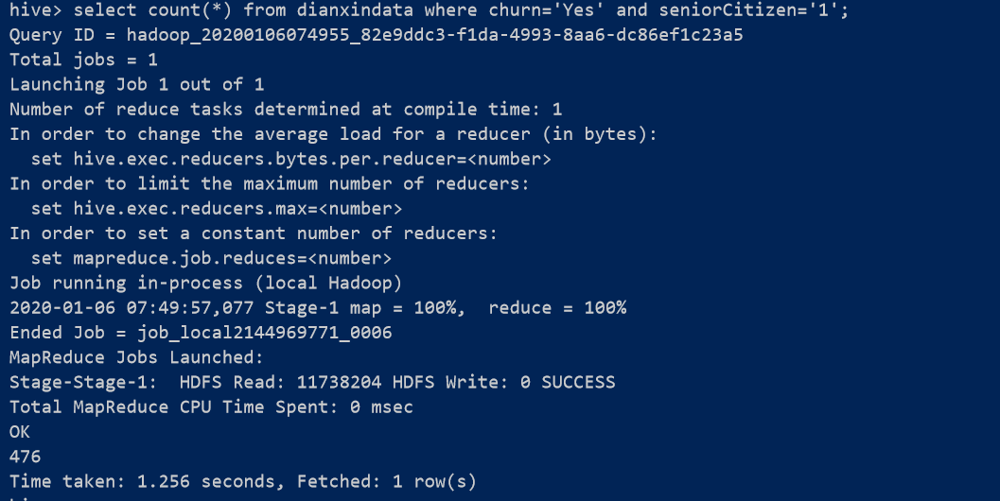 hive> select count(*) from dianxindata where churn='Yes' and seniorCitizen='1';
Query ID = hadoop_20200106074955_82e9ddc3-f1da-4993-8aa6-dc86ef1c23a5
Total jobs = 1
Launching Job 1 out of 1
Number of reduce tasks determined at compile time: 1
In order to change the average load for a reducer (in bytes):
  set hive.exec.reducers.bytes.per.reducer=<number>
In order to limit the maximum number of reducers:
  set hive.exec.reducers.max=<number>
In order to set a constant number of reducers:
  set mapreduce.job.reduces=<number>
Job running in-process (local Hadoop)
2020-01-06 07:49:57,077 Stage-1 map = 100%,  reduce = 100%
Ended Job = job_local2144969771_0006
MapReduce Jobs Launched:
Stage-Stage-1:  HDFS Read: 11738204 HDFS Write: 0 SUCCESS
Total MapReduce CPU Time Spent: 0 msec
OK
476
Time taken: 1.256 seconds, Fetched: 1 row(s)